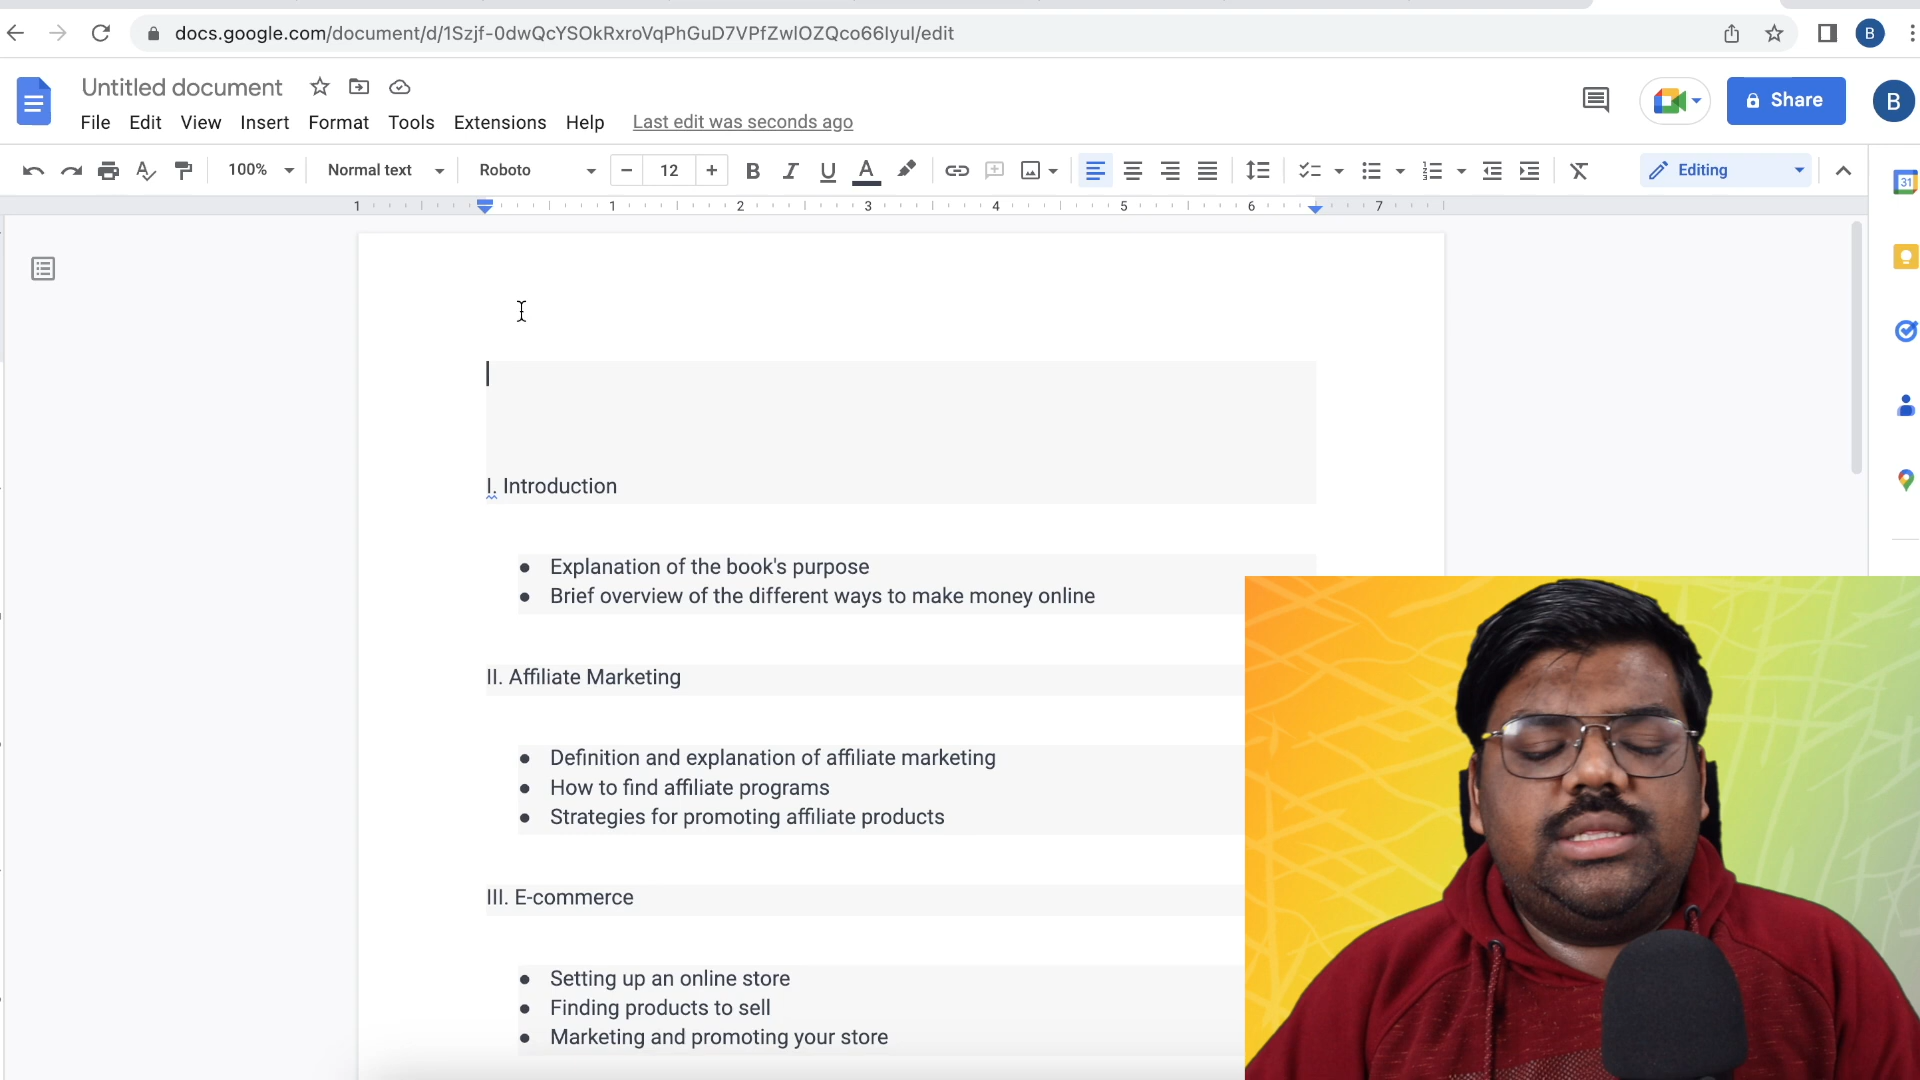 docs.google.com/document/d/1Szjf-0dwQcYSOkRxroVqPhGuD7VPfZwlOZQco66lyul/edit
B
Untitled document
File Edit View Insert Format Tools Extensions Help Last edit was seconds ago
Share
B
100% Normal text Roboto 12 B I U A Editing
31
1 1 2 3 4 5 6 7
I. Introduction
● Explanation of the book's purpose
● Brief overview of the different ways to make money online
II. Affiliate Marketing
● Definition and explanation of affiliate marketing
● How to find affiliate programs
● Strategies for promoting affiliate products
III. E-commerce
● Setting up an online store
● Finding products to sell
● Marketing and promoting your store